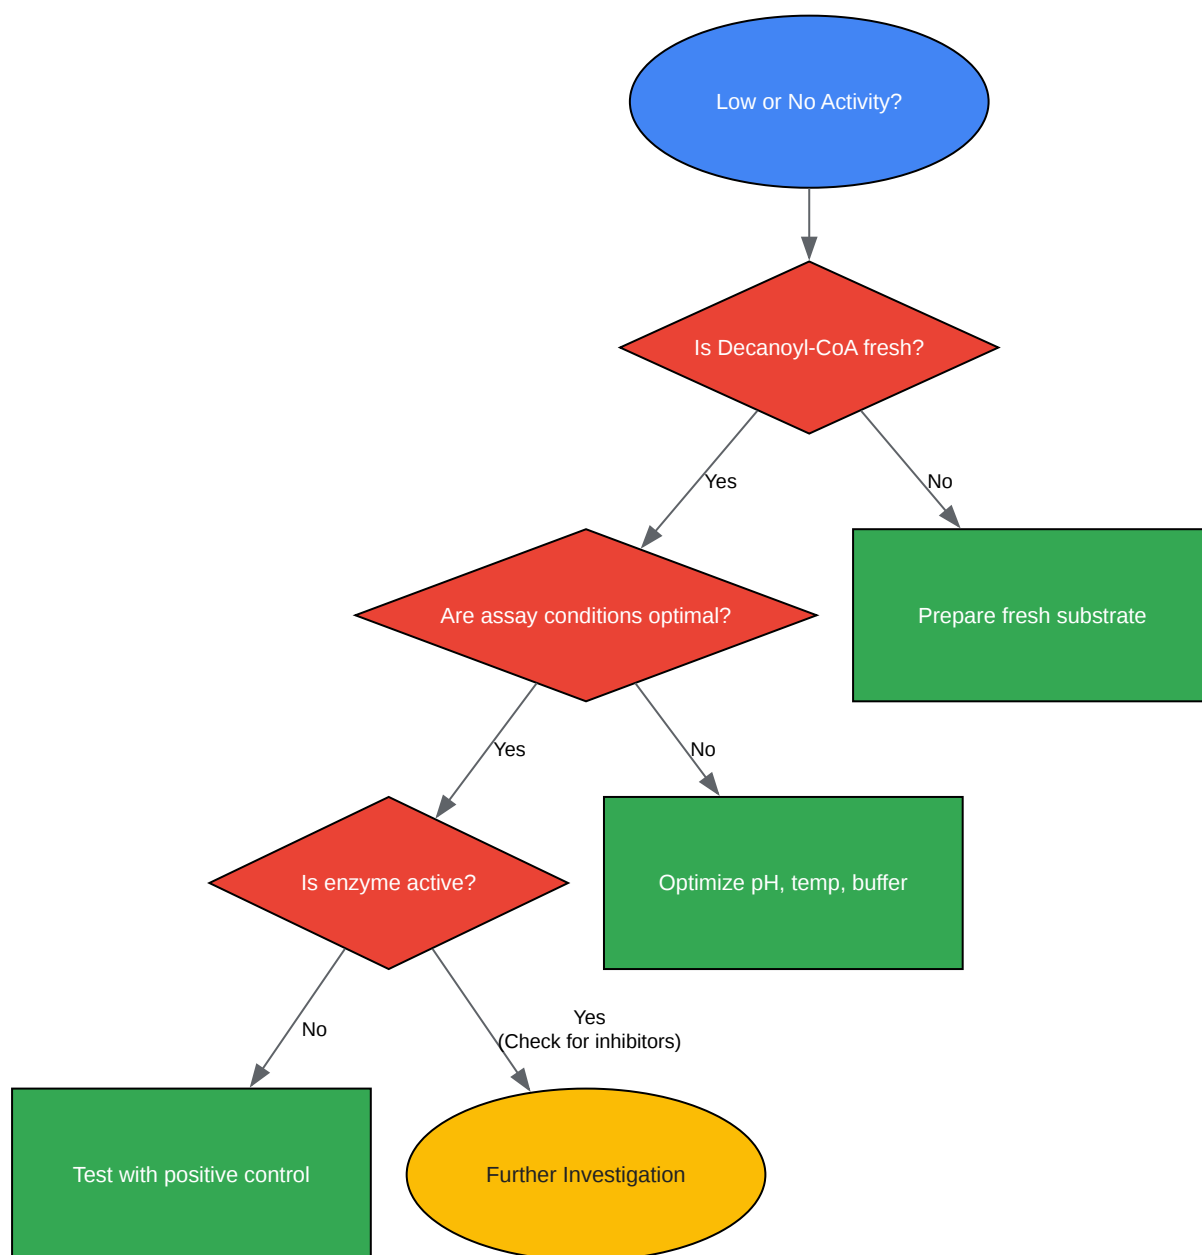 Low or No Activity?
Is Decanoyl-CoA fresh?
Yes
No
Are assay conditions optimal?
Prepare fresh substrate
Yes
No
Is enzyme active?
Optimize pH, temp, buffer
No
Yes
(Check for inhibitors)
Test with positive control
Further Investigation